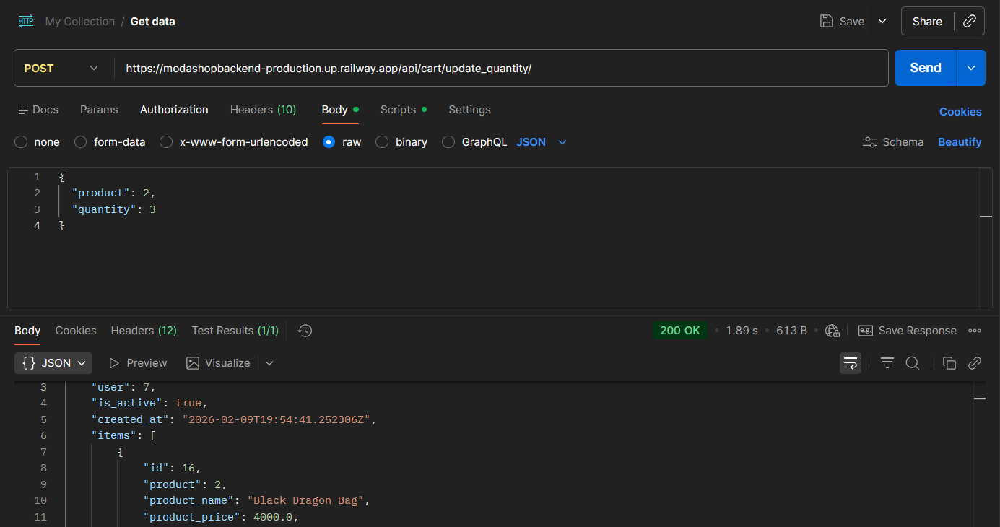 HTTP My Collection / Get data Save Share
POST https://modashopbackend-production.up.railway.app/api/cart/update_quantity/ Send
Docs Params Authorization Headers (10) Body Scripts Settings Cookies
none form-data x-www-form-urlencoded raw binary GraphQL JSON Schema Beautify
1 {
2 "product": 2,
3 "quantity": 3
4 }
Body Cookies Headers (12) Test Results (1/1) 200 OK • 1.89 s • 613 B • e.g. Save Response
{} JSON Preview Visualize
3 "user": 7,
4 "is_active": true,
5 "created_at": "2026-02-09T19:54:41.252306Z",
6 "items": [
7 {
8 "id": 16,
9 "product": 2,
10 "product_name": "Black Dragon Bag",
11 "product_price": 4000.0,